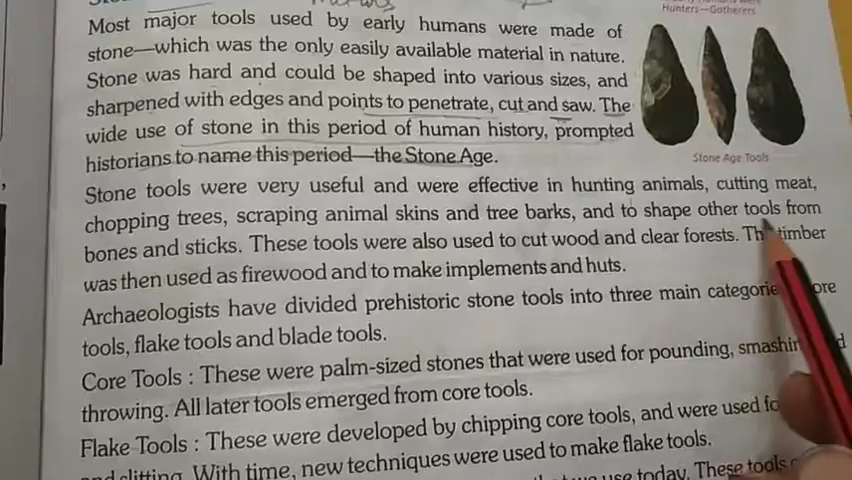 Hunters—Gatherers
Most major tools used by early humans were made of
stone—which was the only easily available material in nature.
Stone was hard and could be shaped into various sizes, and
sharpened with edges and points to penetrate, cut and saw. The
wide use of stone in this period of human history, prompted
historians to name this period—the Stone Age.
Stone Age Tools
Stone tools were very useful and were effective in hunting animals, cutting meat,
chopping trees, scraping animal skins and tree barks, and to shape other tools from
bones and sticks. These tools were also used to cut wood and clear forests. timber
was then used as firewood and to make implements and huts.
Archaeologists have divided prehistoric stone tools into three main
tools, flake tools and blade tools.
Core Tools : These were palm-sized stones that were used for pounding,
throwing. All later tools emerged from core tools.
Flake Tools : These were developed by chipping core tools, and were used
slitting. With time, new techniques were used to make flake tools.
use today. These tools